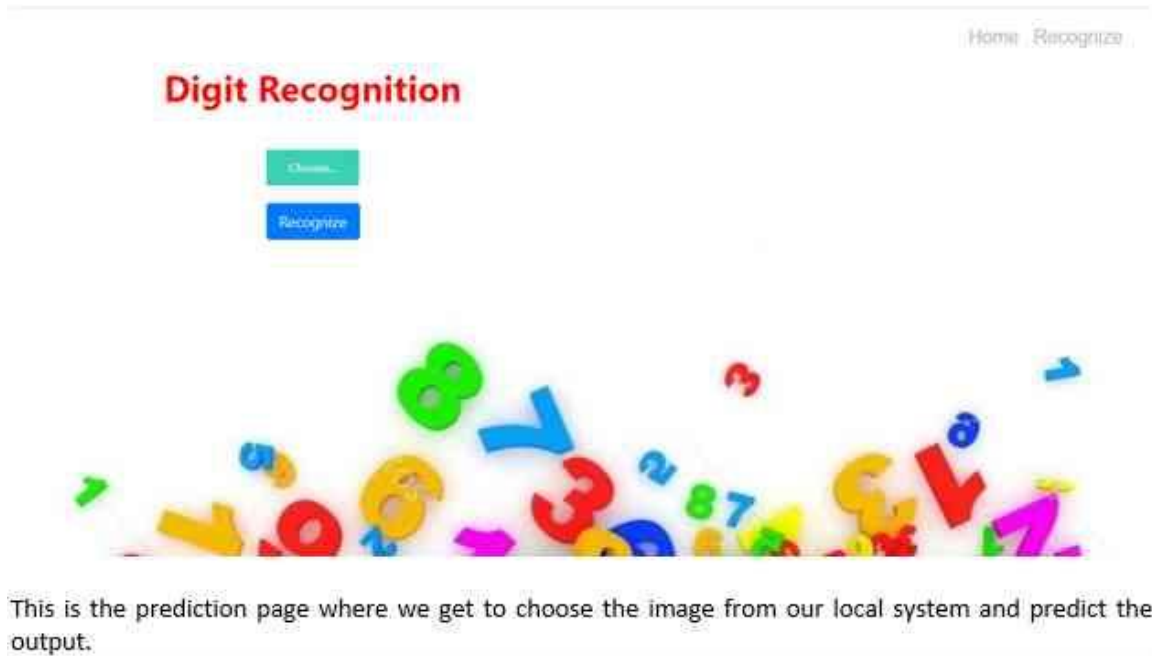 Home Recognize
Digit Recognition
Choose...
Recognize
This is the prediction page where we get to choose the image from our local system and predict the
output.